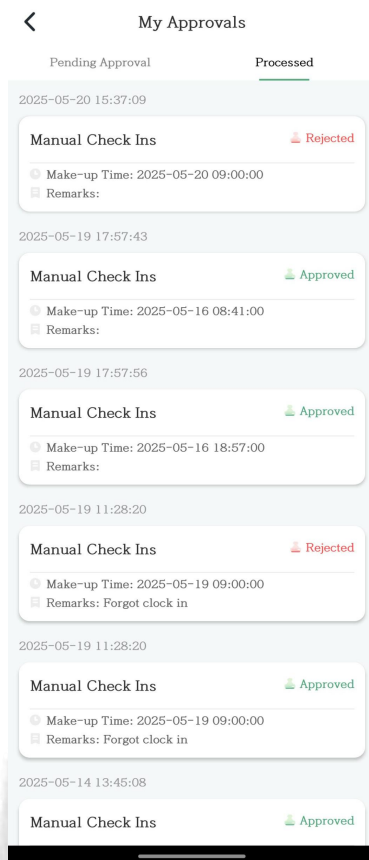 My Approvals
Pending Approval
Processed
2025-05-20 15:37:09
Manual Check Ins
Rejected
Make-up Time: 2025-05-20 09:00:00
Remarks:
2025-05-19 17:57:43
Manual Check Ins
Approved
Make-up Time: 2025-05-16 08:41:00
Remarks:
2025-05-19 17:57:56
Manual Check Ins
Approved
Make-up Time: 2025-05-16 18:57:00
Remarks:
2025-05-19 11:28:20
Manual Check Ins
Rejected
Make-up Time: 2025-05-19 09:00:00
Remarks: Forgot clock in
2025-05-19 11:28:20
Manual Check Ins
Approved
Make-up Time: 2025-05-19 09:00:00
Remarks: Forgot clock in
2025-05-14 13:45:08
Manual Check Ins
Approved